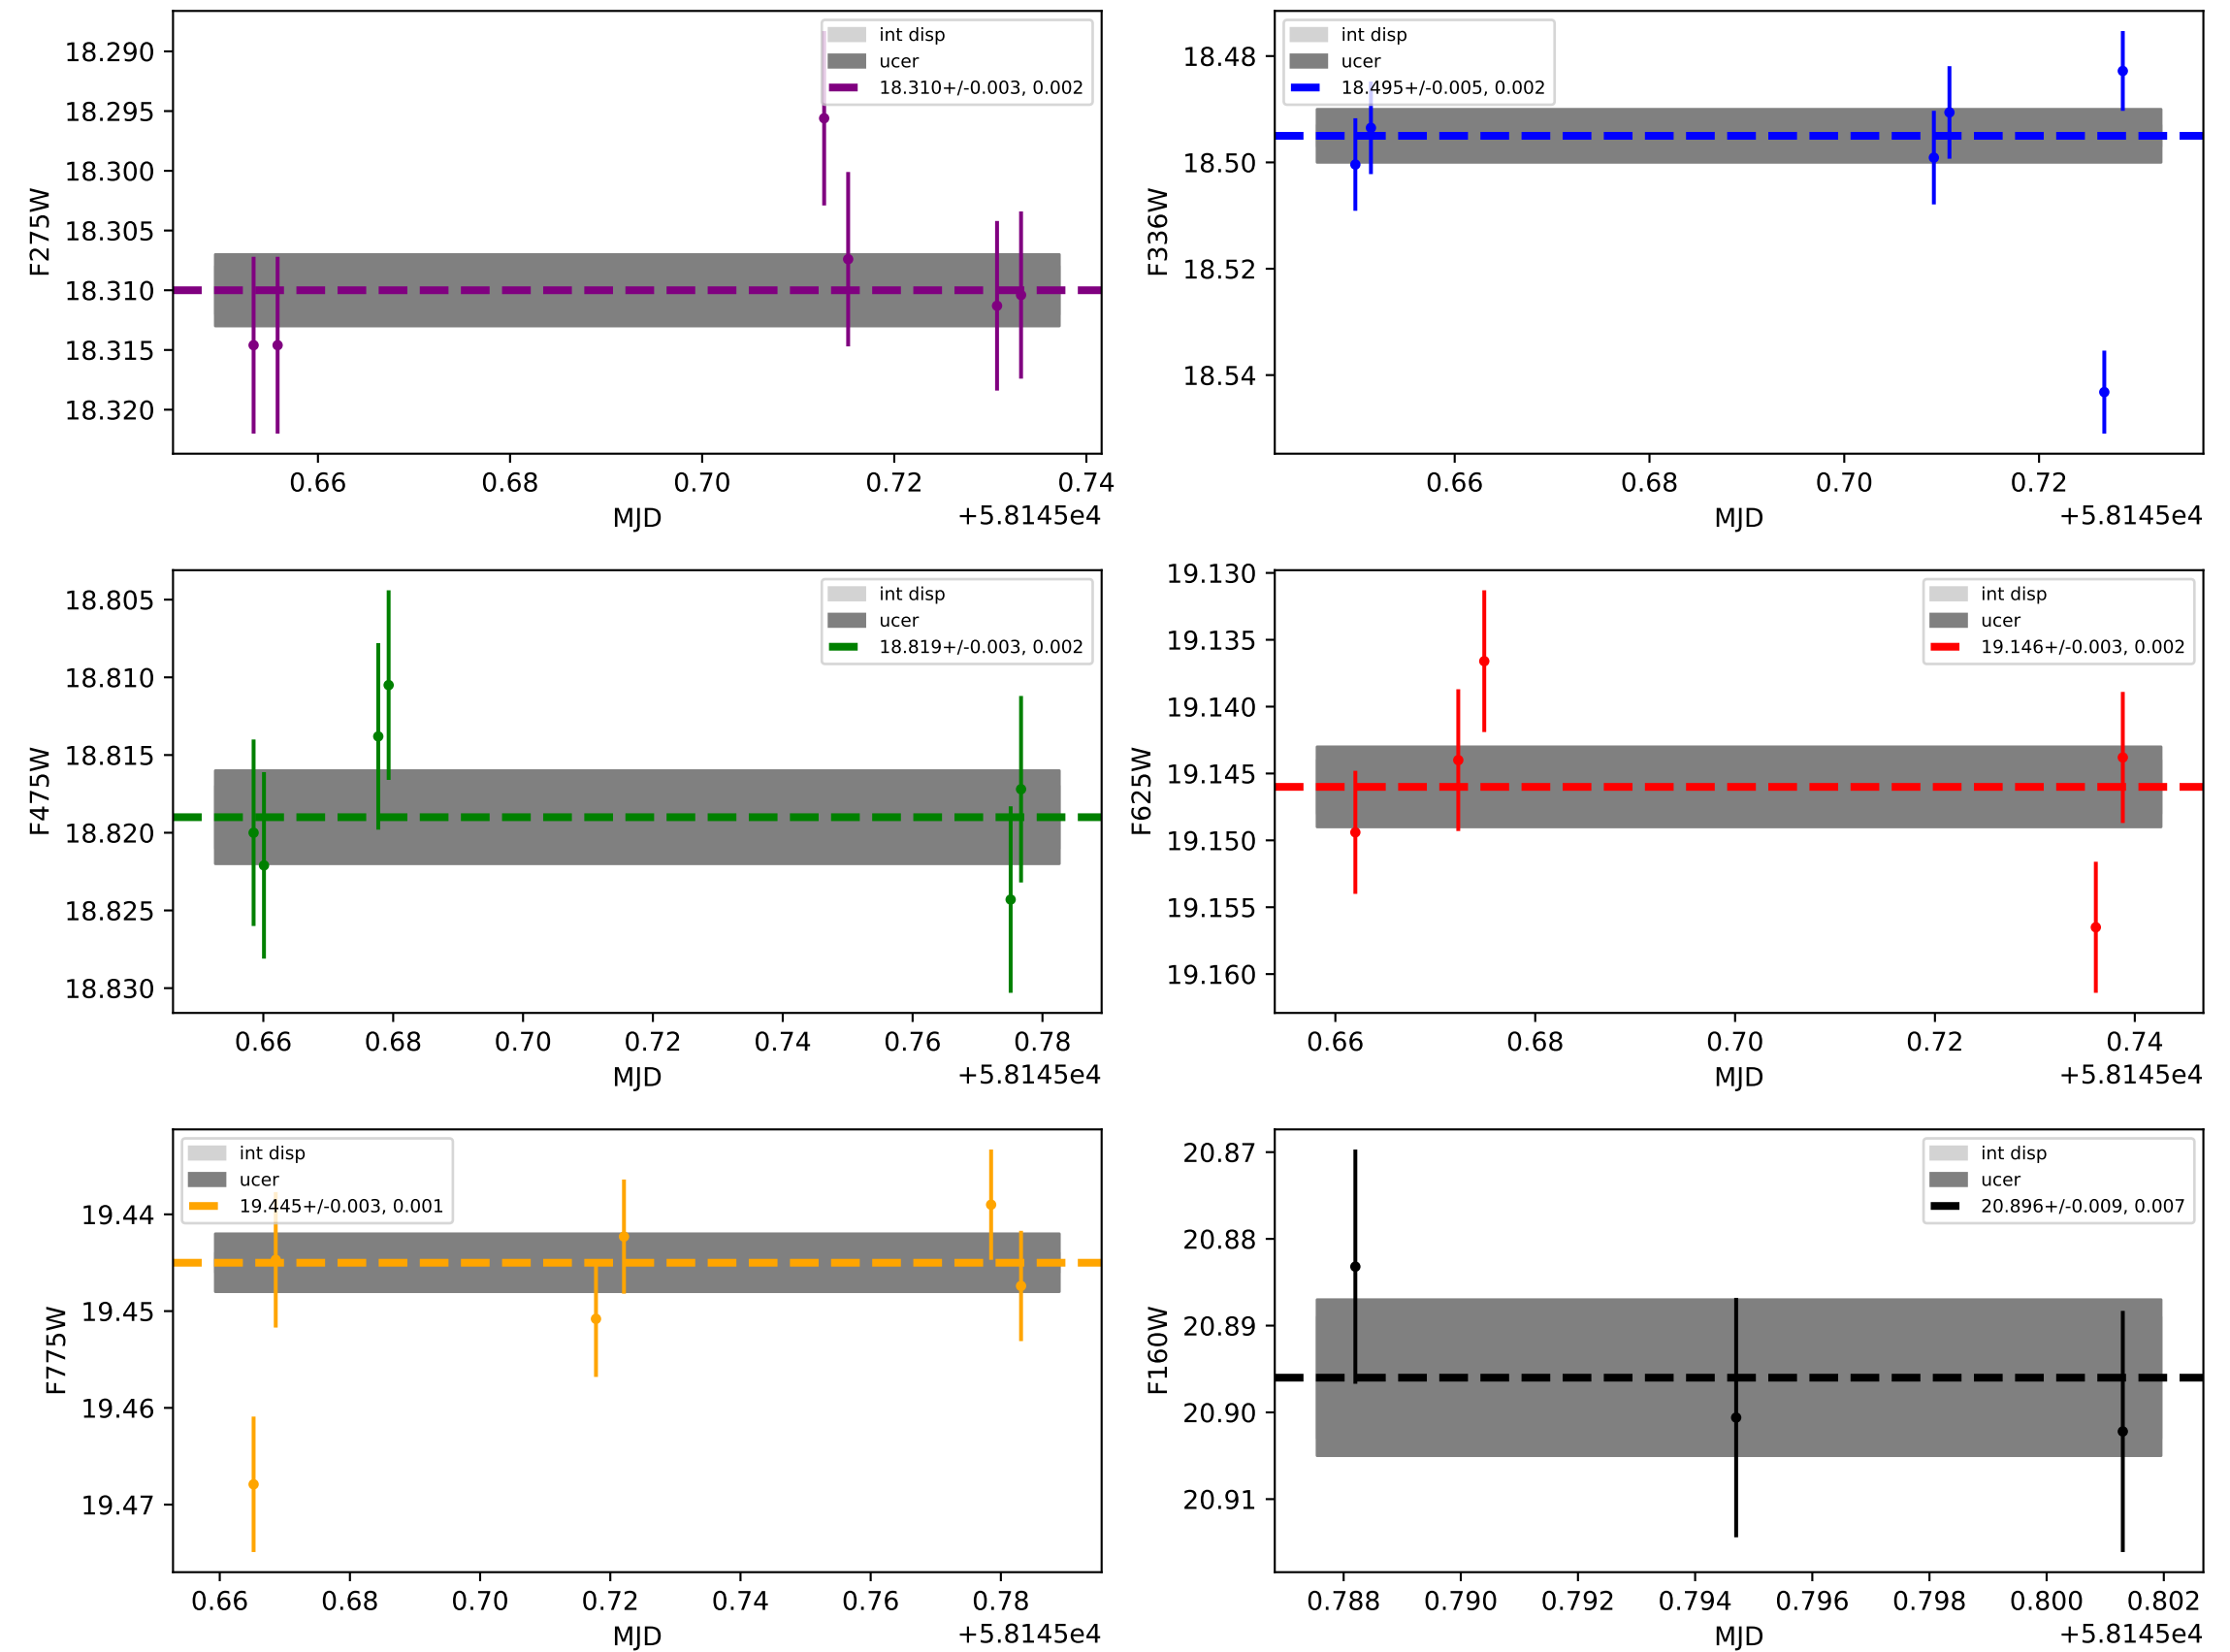 int disp
ucer
18.310+/-0.003, 0.002
18.290
18.295
18.300
18.305
18.310
18.315
18.320
F275W
0.66 0.68 0.70 0.72 0.74
MJD
+5.8145e4
int disp
ucer
18.495+/-0.005, 0.002
18.48
18.50
18.52
18.54
F336W
0.66 0.68 0.70 0.72
MJD
+5.8145e4
int disp
ucer
18.819+/-0.003, 0.002
18.805
18.810
18.815
18.820
18.825
18.830
F475W
0.66 0.68 0.70 0.72 0.74 0.76 0.78
MJD
+5.8145e4
int disp
ucer
19.146+/-0.003, 0.002
19.130
19.135
19.140
19.145
19.150
19.155
19.160
F625W
0.66 0.68 0.70 0.72 0.74
MJD
+5.8145e4
int disp
ucer
19.445+/-0.003, 0.001
19.44
19.45
19.46
19.47
F775W
0.66 0.68 0.70 0.72 0.74 0.76 0.78
MJD
+5.8145e4
int disp
ucer
20.896+/-0.009, 0.007
20.87
20.88
20.89
20.90
20.91
F160W
0.788 0.790 0.792 0.794 0.796 0.798 0.800 0.802
MJD
+5.8145e4